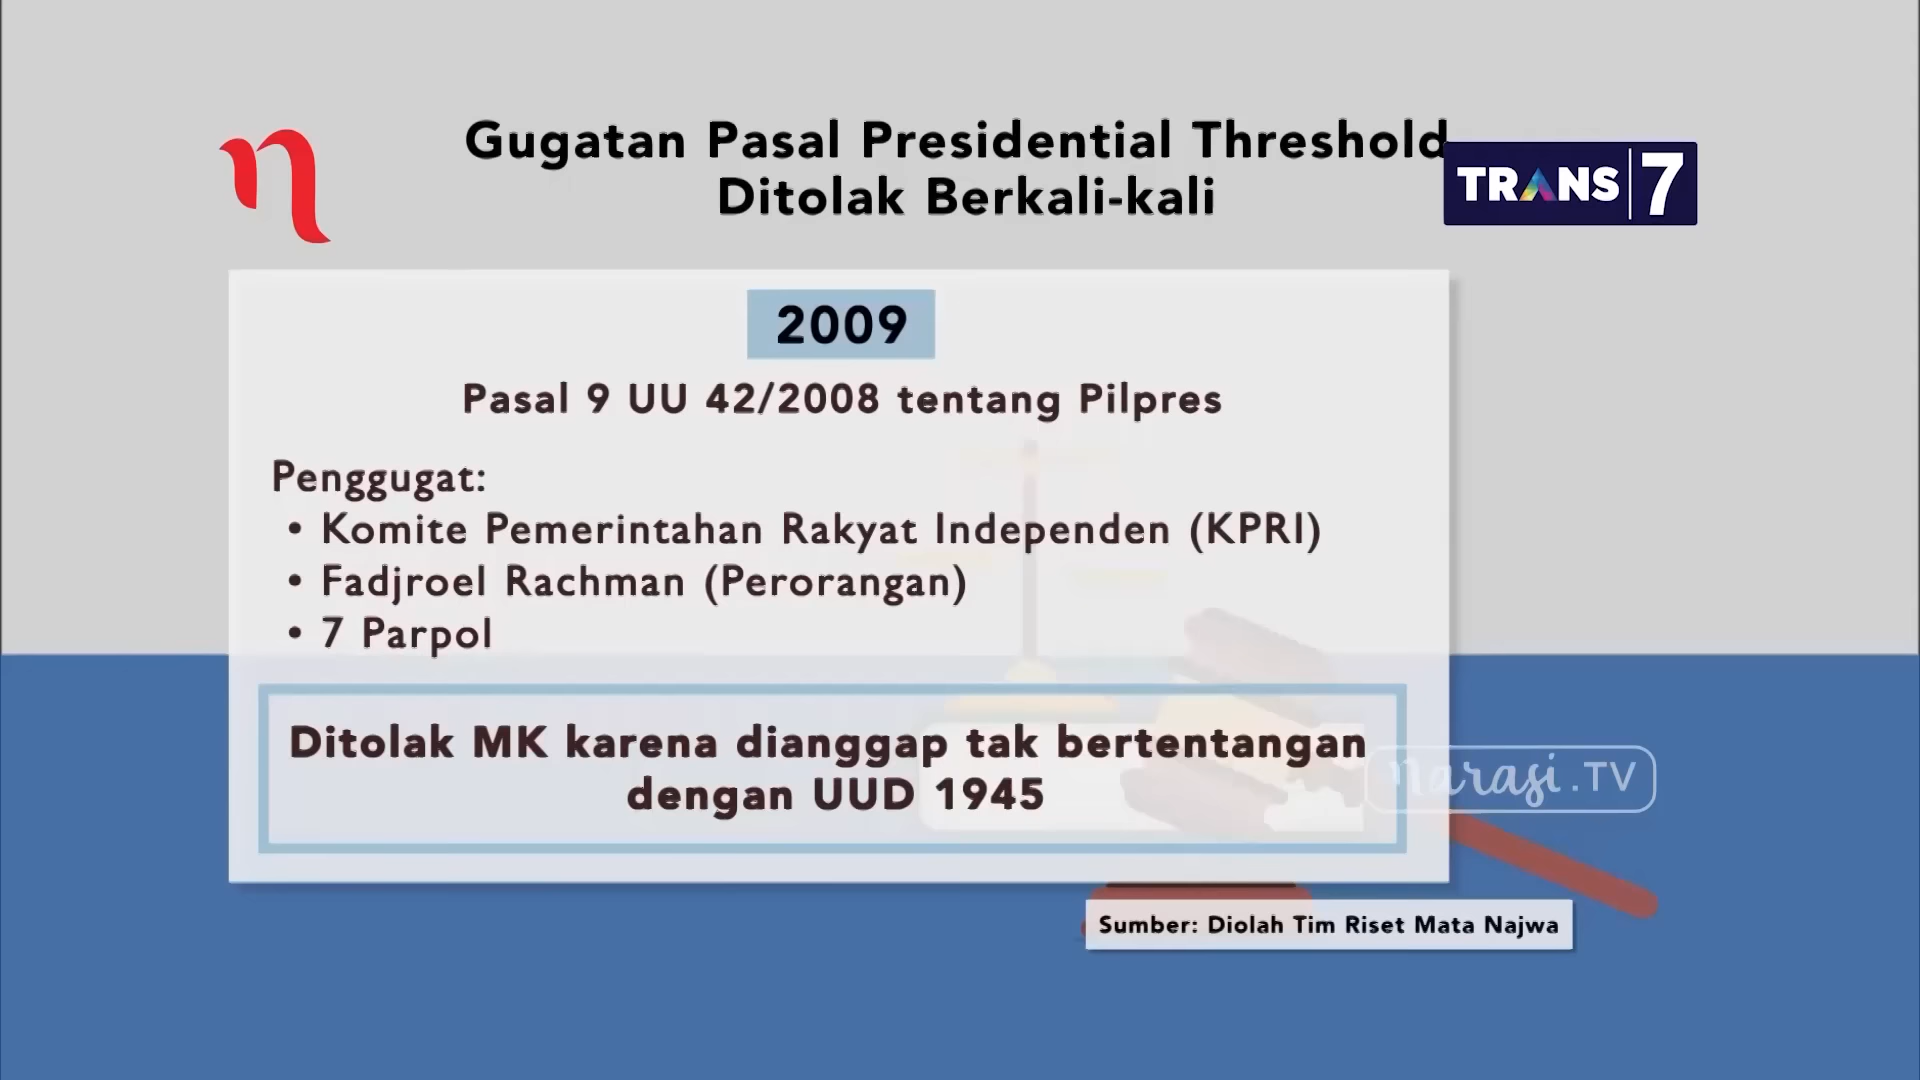 Gugatan Pasal Presidential Threshold
Ditolak Berkali-kali
TRANS 7
2009
Pasal 9 UU 42/2008 tentang Pilpres
Penggugat:
• Komite Pemerintahan Rakyat Independen (KPRI)
• Fadjroel Rachman (Perorangan)
• 7 Parpol
Ditolak MK karena dianggap tak bertentangan
dengan UUD 1945
narasi.TV
Sumber: Diolah Tim Riset Mata Najwa